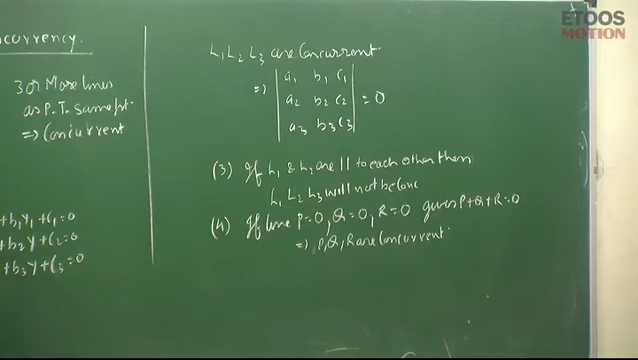 ETOOS
MOTION
currency.
3 or More lines
as P.T. Same pt.
=> Concurrent
+b₁y₁+c₁=0
+b₂y+c₂=0
+b₃y+c₃=0
L₁ L₂ L₃ are Concurrent.
a₁ b₁ c₁
=> a₂ b₂ c₂ =0
a₃ b₃ c₃
(3) If L₁ & L₂ are || to each other then
L₁ L₂ L₃ will not be conc
(4) If line P=0, Q=0, R=0 gives P+Q+R=0
=> P,Q,R are Concurrent.